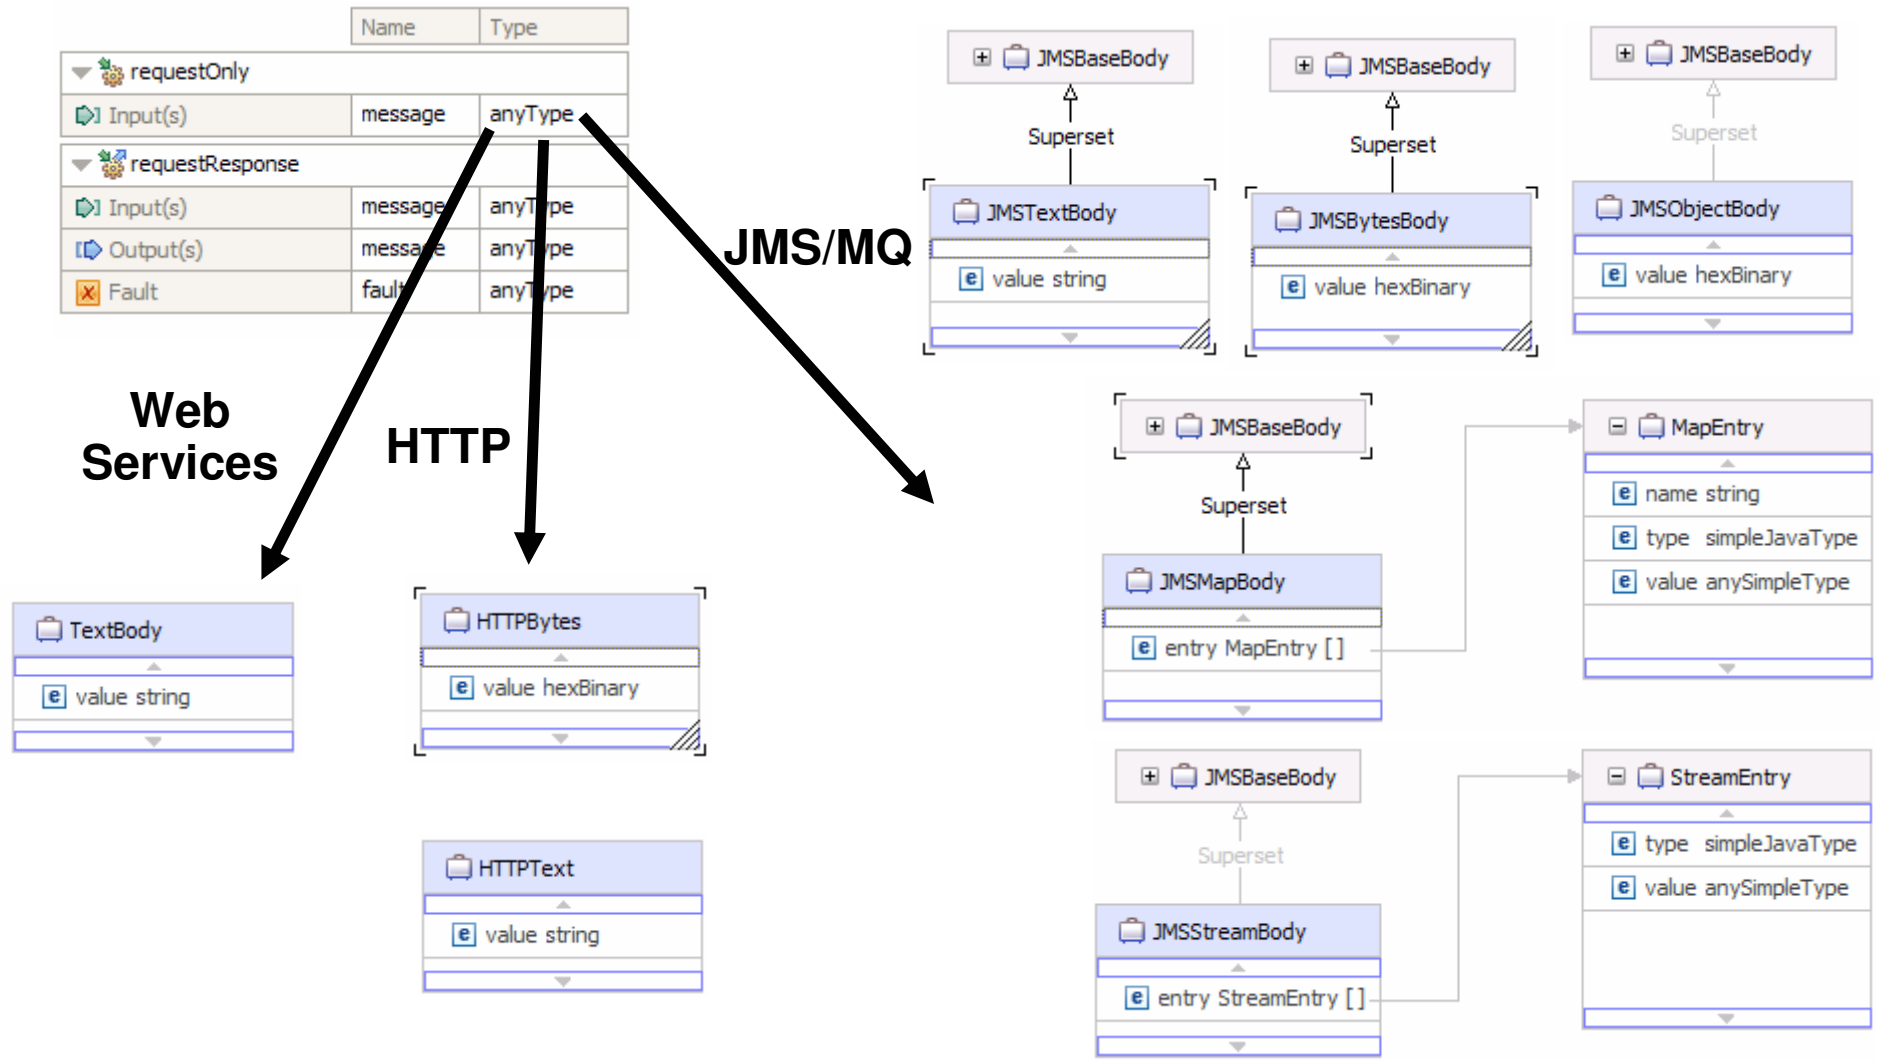 Name Type
requestOnly
Input(s) message anyType
requestResponse
Input(s) message anyType
Output(s) message anyType
Fault fault anyType
Web
Services
HTTP
JMS/MQ
TextBody
value string
HTTPBytes
value hexBinary
HTTPText
value string
JMSBaseBody
Superset
JMSTextBody
value string
JMSBaseBody
Superset
JMSBytesBody
value hexBinary
JMSBaseBody
Superset
JMSObjectBody
value hexBinary
JMSBaseBody
Superset
JMSMapBody
entry MapEntry []
MapEntry
name string
type simpleJavaType
value anySimpleType
JMSBaseBody
Superset
JMSStreamBody
entry StreamEntry []
StreamEntry
type simpleJavaType
value anySimpleType